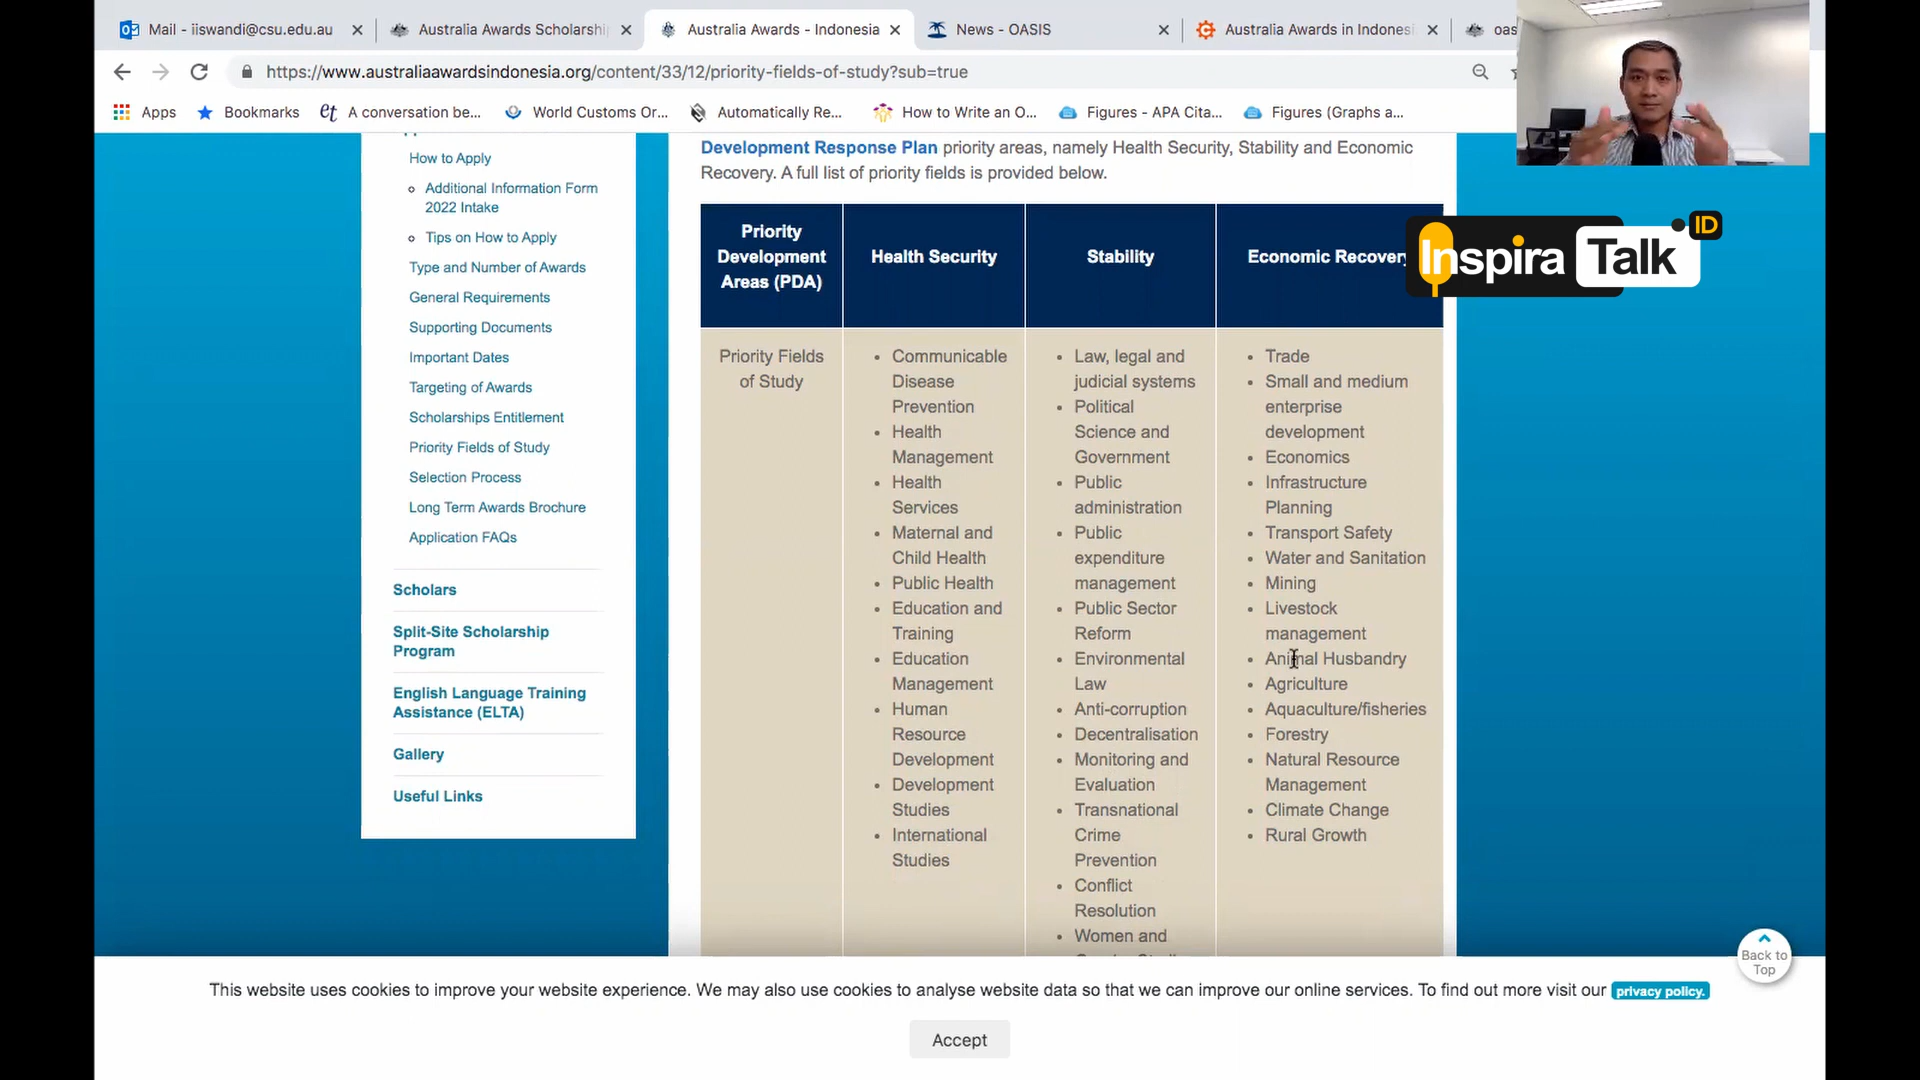 Mail - iiswandi@csu.edu.au
Australia Awards Scholarshi
Australia Awards - Indonesia
News - OASIS
Australia Awards in Indones
oas
https://www.australiaawardsindonesia.org/content/33/12/priority-fields-of-study?sub=true
Apps
Bookmarks
et A conversation be...
World Customs Or...
Automatically Re...
How to Write an O...
Figures - APA Cita...
Figures (Graphs a...
How to Apply
Additional Information Form
2022 Intake
Tips on How to Apply
Type and Number of Awards
General Requirements
Supporting Documents
Important Dates
Targeting of Awards
Scholarships Entitlement
Priority Fields of Study
Selection Process
Long Term Awards Brochure
Application FAQs
Scholars
Split-Site Scholarship
Program
English Language Training
Assistance (ELTA)
Gallery
Useful Links
Development Response Plan priority areas, namely Health Security, Stability and Economic
Recovery. A full list of priority fields is provided below.
Priority
Development
Areas (PDA)
Health Security
Stability
Economic Recovery
Inspira Talk ID
Priority Fields
of Study
Communicable
Disease
Prevention
Health
Management
Health
Services
Maternal and
Child Health
Public Health
Education and
Training
Education
Management
Human
Resource
Development
Development
Studies
International
Studies
Law, legal and
judicial systems
Political
Science and
Government
Public
administration
Public
expenditure
management
Public Sector
Reform
Environmental
Law
Anti-corruption
Decentralisation
Monitoring and
Evaluation
Transnational
Crime
Prevention
Conflict
Resolution
Women and
Trade
Small and medium
enterprise
development
Economics
Infrastructure
Planning
Transport Safety
Water and Sanitation
Mining
Livestock
management
Animal Husbandry
Agriculture
Aquaculture/fisheries
Forestry
Natural Resource
Management
Climate Change
Rural Growth
Back to
Top
This website uses cookies to improve your website experience. We may also use cookies to analyse website data so that we can improve our online services. To find out more visit our privacy policy.
Accept